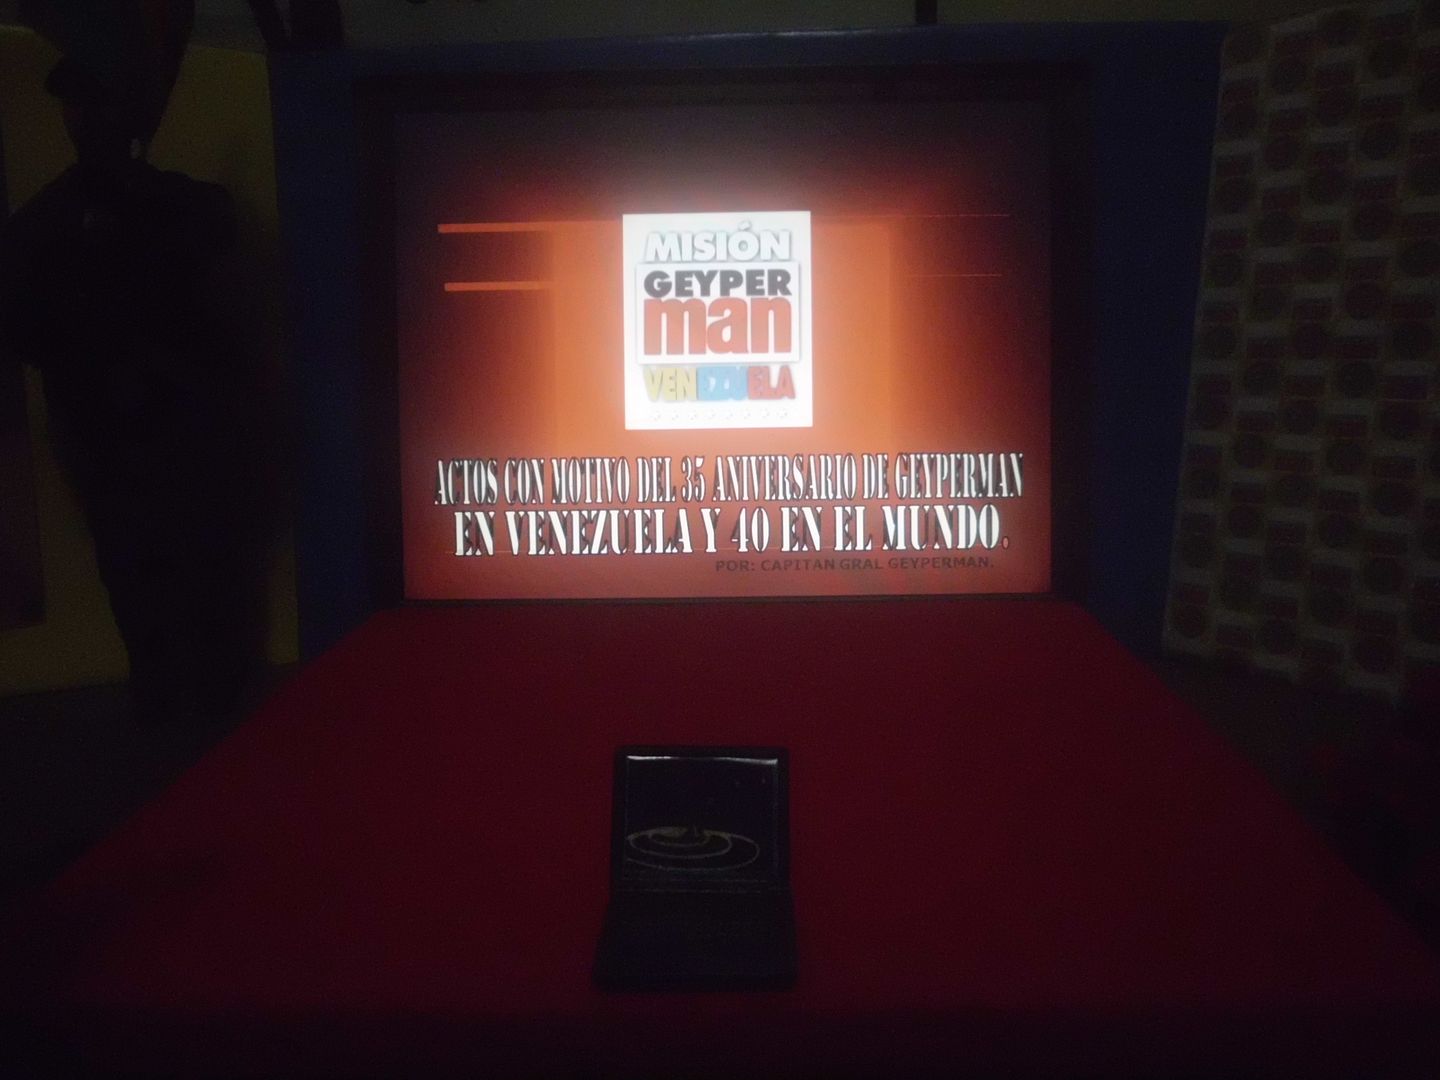 MISIÓN
GEYPER
man
VENEZUELA
ACTOS CON MOTIVO DEL 35 ANIVERSARIO DE GEYPERMAN
EN VENEZUELA Y 40 EN EL MUNDO.
POR: CAPITAN GRAL GEYPERMAN.